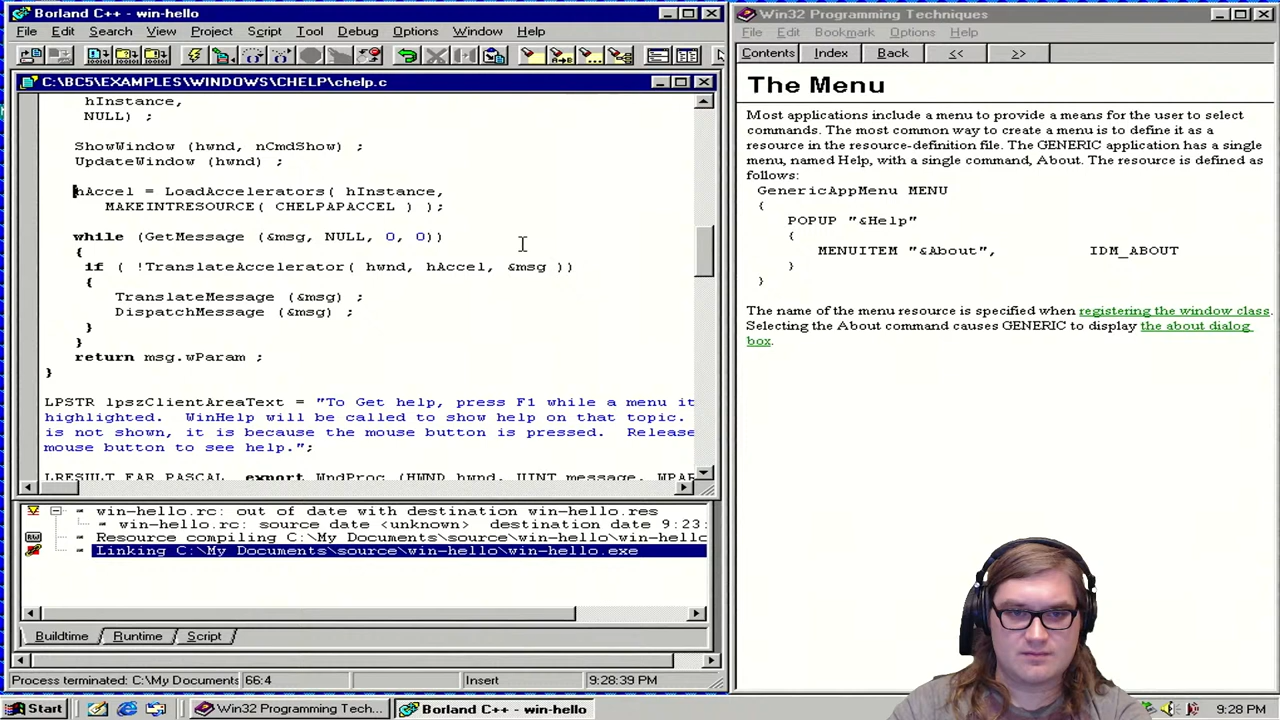 Borland C++ - win-hello
File Edit Search View Project Script Tool Debug Options Window Help
C:\BC5\EXAMPLES\WINDOWS\CHELP\chelp.c
hInstance,
NULL) ;
ShowWindow (hwnd, nCmdShow) ;
UpdateWindow (hwnd) ;
hAccel = LoadAccelerators( hInstance,
MAKEINTRESOURCE( CHELPAPACCEL ) );
while (GetMessage (&msg, NULL, 0, 0))
{
if ( !TranslateAccelerator( hwnd, hAccel, &msg ))
{
TranslateMessage (&msg) ;
DispatchMessage (&msg) ;
}
}
return msg.wParam ;
}
LPSTR lpszClientAreaText = "To Get help, press F1 while a menu it
highlighted.  WinHelp will be called to show help on that topic.
is not shown, it is because the mouse button is pressed.  Release
mouse button to see help.";
LRESULT FAR PASCAL _export WndProc (HWND hwnd, UINT message, WPAR
win-hello.rc: out of date with destination win-hello.res
win-hello.rc: source date <unknown>  destination date 9:23:
Resource compiling C:\My Documents\source\win-hello\win-hello
Linking C:\My Documents\source\win-hello\win-hello.exe
Buildtime Runtime Script
Process terminated: C:\My Documents 66:4 Insert 9:28:39 PM
Win32 Programming Techniques
File Edit Bookmark Options Help
Contents Index Back << >>
The Menu
Most applications include a menu to provide a means for the user to select
commands. The most common way to create a menu is to define it as a
resource in the resource-definition file. The GENERIC application has a single
menu, named Help, with a single command, About. The resource is defined as
follows:
GenericAppMenu MENU
{
POPUP "&Help"
{
MENUITEM "&About", IDM_ABOUT
}
}
The name of the menu resource is specified when registering the window class.
Selecting the About command causes GENERIC to display the about dialog
box.
Start Win32 Programming Tech... Borland C++ - win-hello 9:28 PM